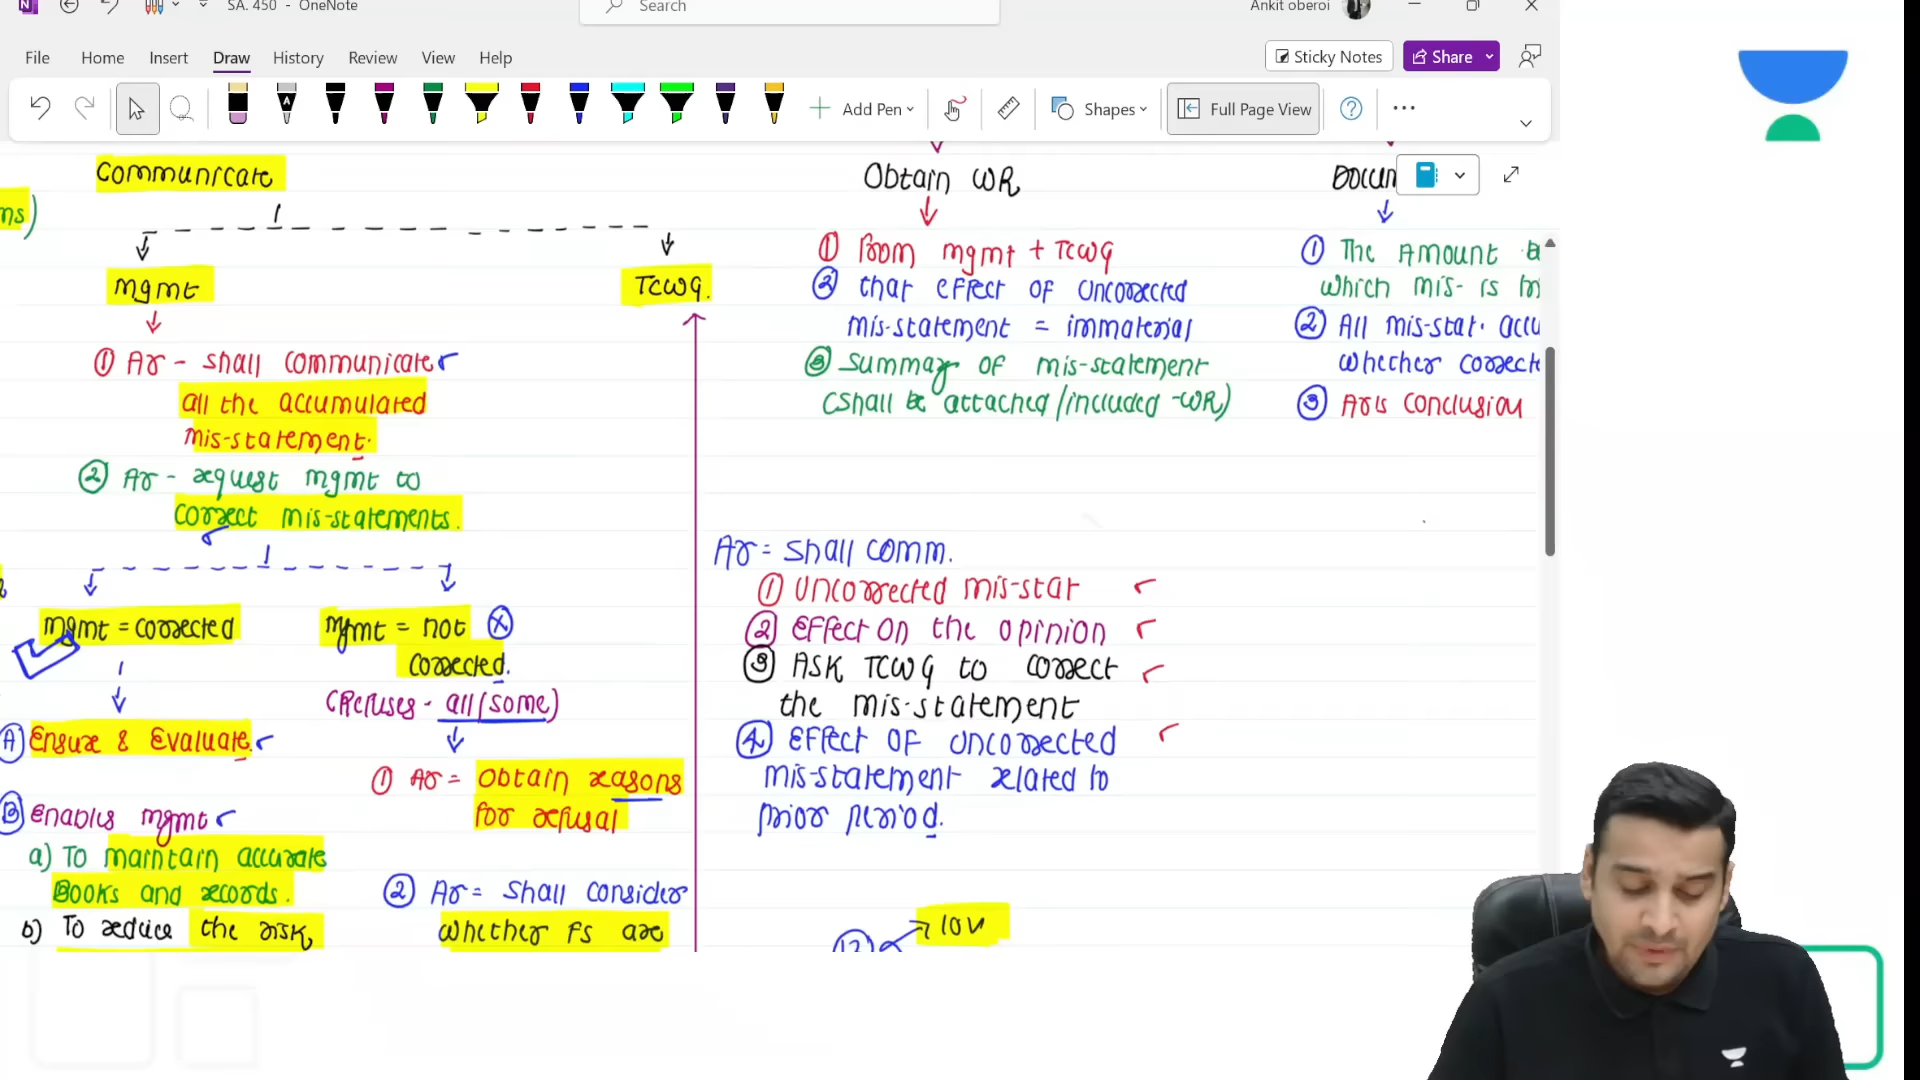 SA. 450 - OneNote
Search
Ankit oberoi
File Home Insert Draw History Review View Help
Sticky Notes
Share
Add Pen
Shapes
Full Page View
Communicate
ms)
mgmt
TCWG.
① Ar - shall communicate
all the accumulated
mis-statement.
② Ar - request mgmt to
correct mis-statements.
mgmt = corrected
mgmt = not
corrected.
(Refuses - all/some)
Ⓐ Ensure & Evaluate.
Ⓑ Enables mgmt
a) To maintain accurate
Books and records.
b) To reduce the risk
① Ar = obtain reasons
for refusal
② Ar = shall consider
whether FS are
Obtain WR
① From mgmt + TCWG
② that effect of uncorrected
mis-statement = immaterial
③ Summary of mis-statement
(shall be attached/included -WR)
Docum
① The Amount B
which mis- is
② All mis-stat. accu
whether correcte
③ Ar's conclusion
Ar = shall comm.
① uncorrected mis-stat
② Effect on the opinion
③ ASK TCWG to correct
the mis-statement
④ Effect of uncorrected
mis-statement related to
prior period.